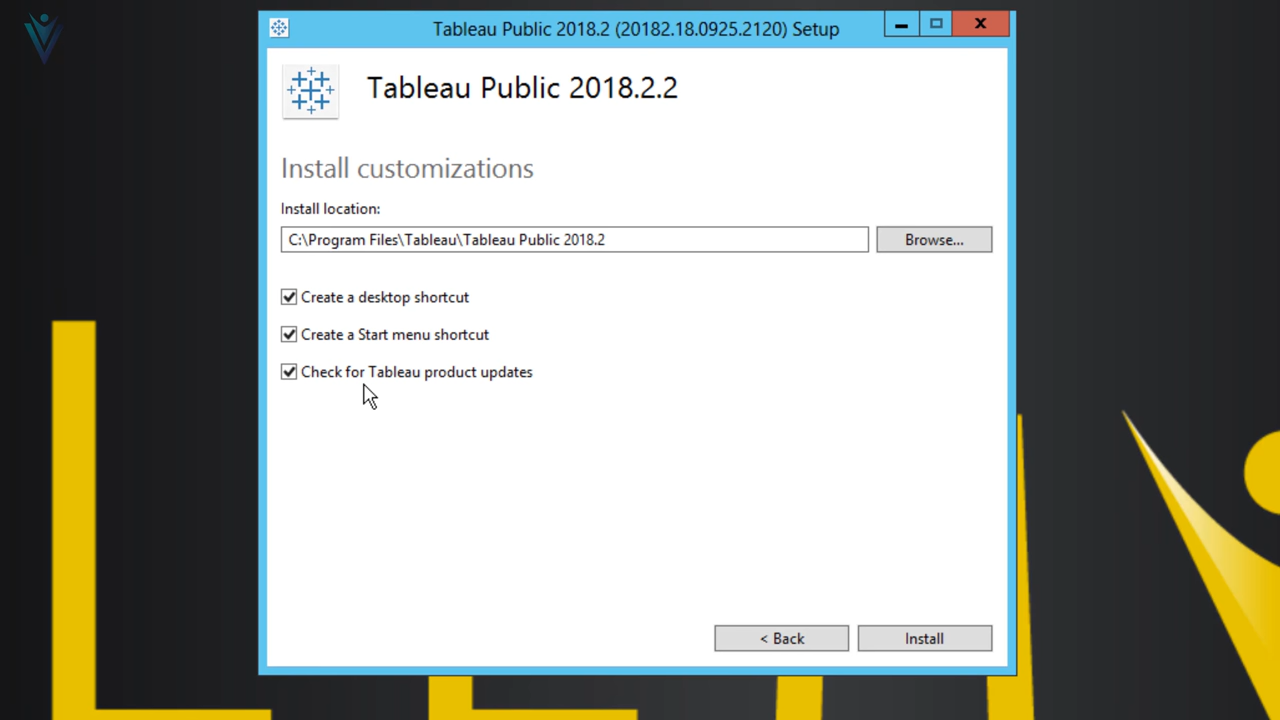 Tableau Public 2018.2 (20182.18.0925.2120) Setup
Tableau Public 2018.2.2
Install customizations
Install location:
C:\Program Files\Tableau\Tableau Public 2018.2
Browse...
Create a desktop shortcut
Create a Start menu shortcut
Check for Tableau product updates
< Back
Install